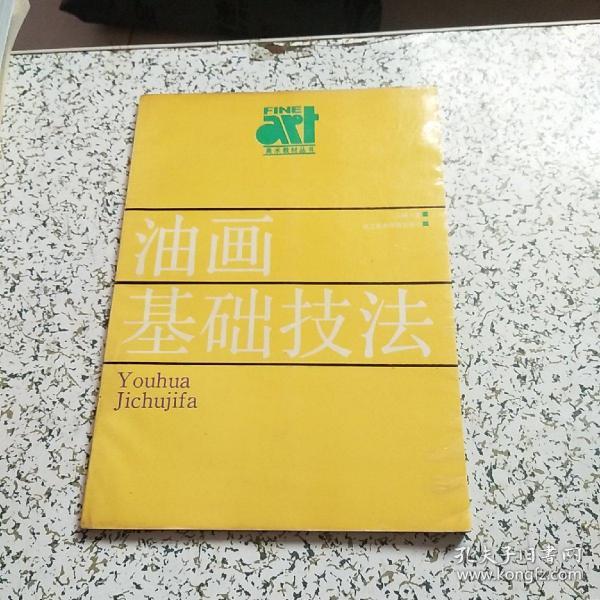 FINE
art
美术教材丛书
油画
基础技法
Youhua
Jichujifa
孔夫子旧书网
www.kongfz.com